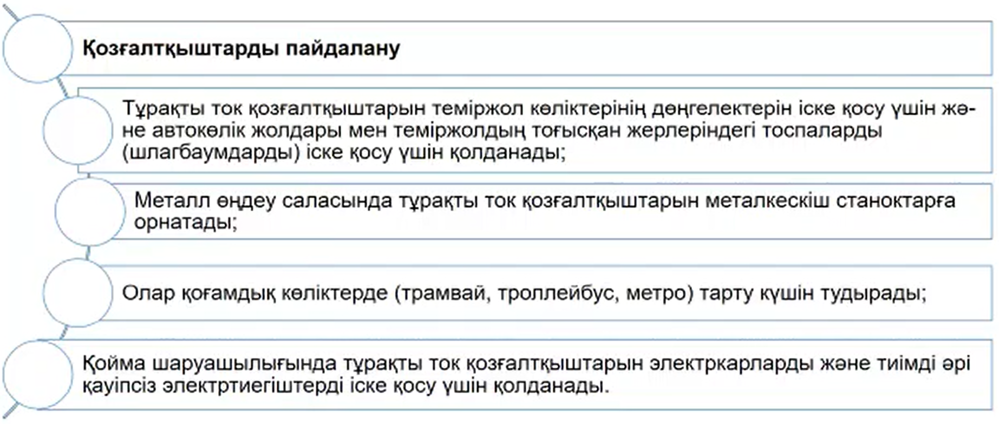 Қозғалтқыштарды пайдалану
Тұрақты ток қозғалтқыштарын теміржол көліктерінің дөңгелектерін іске қосу үшін жә-
не автокөлік жолдары мен теміржолдың тоғысқан жерлеріндегі тоспаларды
(шлагбаумдарды) іске қосу үшін қолданады;
Металл өңдеу саласында тұрақты ток қозғалтқыштарын металкескіш станоктарға
орнатады;
Олар қоғамдық көліктерде (трамвай, троллейбус, метро) тарту күшін тудырады;
Қойма шаруашылығында тұрақты ток қозғалтқыштарын электркарларды және тиімді әрі
қауіпсіз электртиегіштерді іске қосу үшін қолданады.